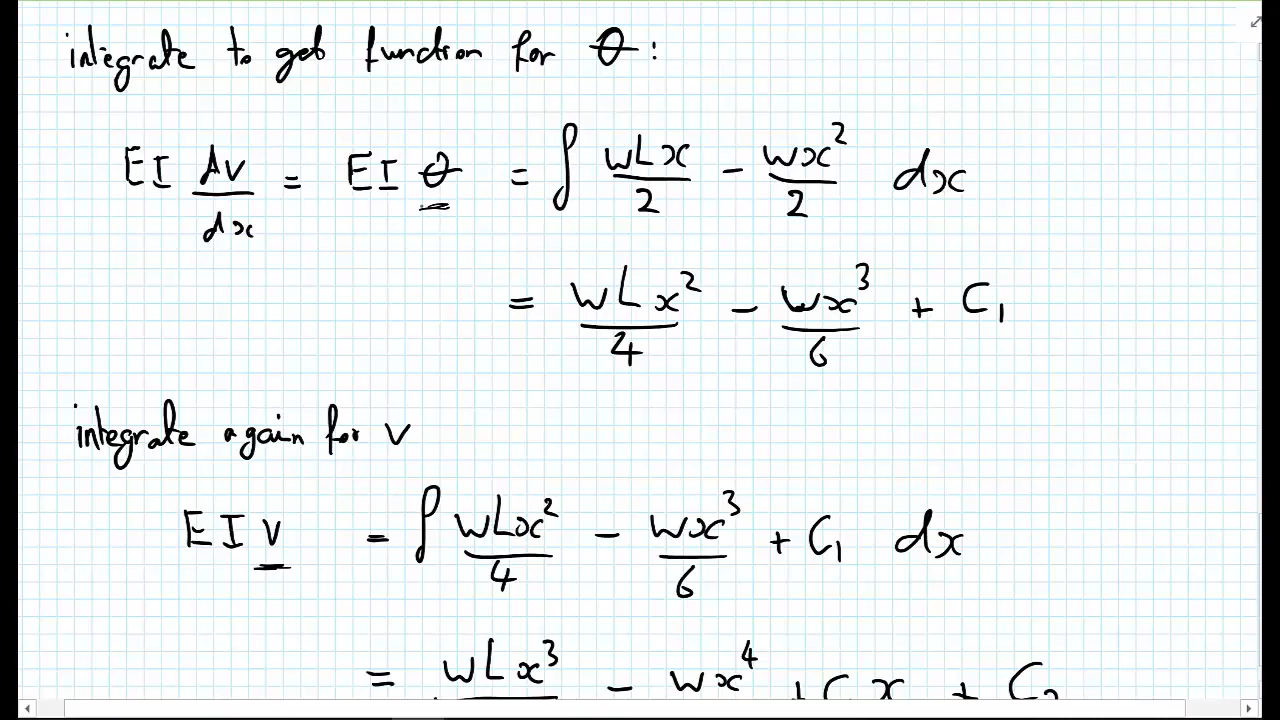 integrate to get function for θ :
EI dv/dx = EI θ = ∫ wLx/2 - wx²/2 dx
= wLx²/4 - wx³/6 + C₁
integrate again for v
EI v = ∫ wLx²/4 - wx³/6 + C₁ dx
= wLx³ - wx⁴ + C x + C₂